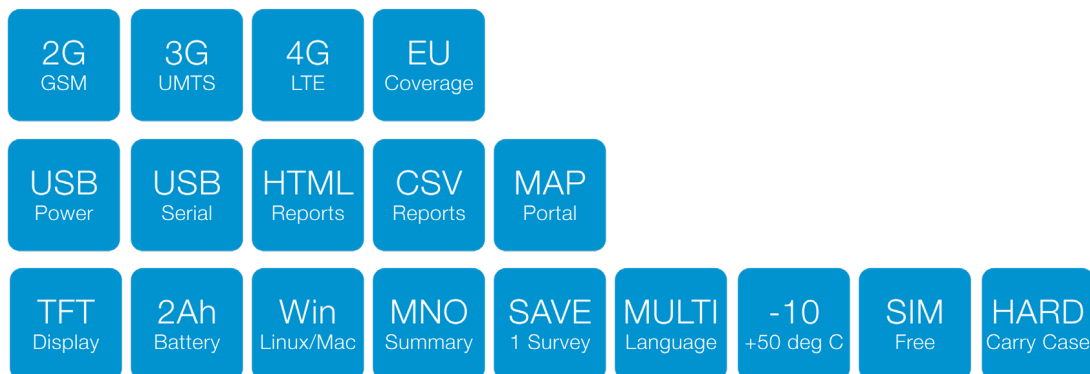 2G
GSM
3G
UMTS
4G
LTE
EU
Coverage
USB
Power
USB
Serial
HTML
Reports
CSV
Reports
MAP
Portal
TFT
Display
2Ah
Battery
Win
Linux/Mac
MNO
Summary
SAVE
1 Survey
MULTI
Language
-10
+50 deg C
SIM
Free
HARD
Carry Case